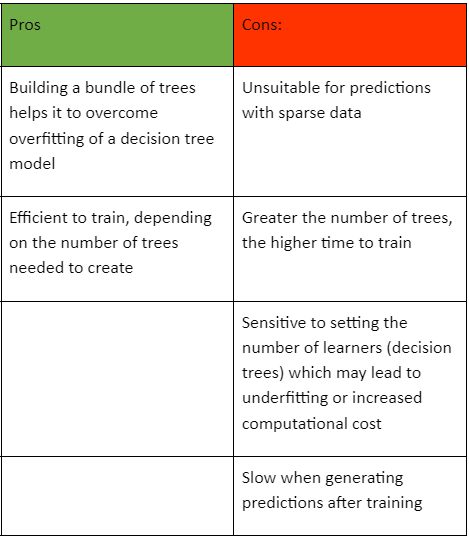 Pros
Cons:
Building a bundle of trees
helps it to overcome
overfitting of a decision tree
model
Unsuitable for predictions
with sparse data
Efficient to train, depending
on the number of trees
needed to create
Greater the number of trees,
the higher time to train
Sensitive to setting the
number of learners (decision
trees) which may lead to
underfitting or increased
computational cost
Slow when generating
predictions after training